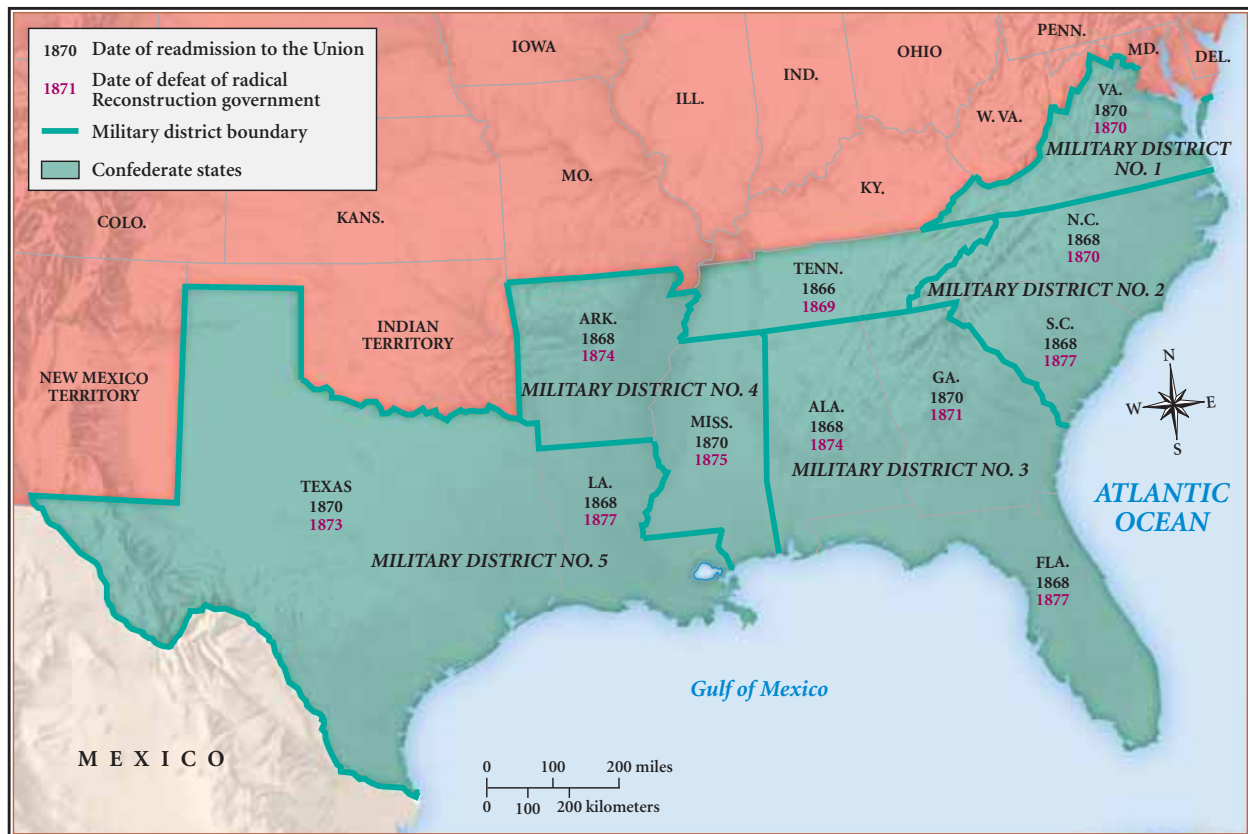 1870 Date of readmission to the Union
1871 Date of defeat of radical
Reconstruction government
Military district boundary
Confederate states
IOWA
ILL.
IND.
OHIO
PENN.
MD.
DEL.
W. VA.
VA.
1870
1870
MILITARY DISTRICT
NO. 1
COLO.
KANS.
MO.
KY.
N.C.
1868
1870
MILITARY DISTRICT NO. 2
TENN.
1866
1869
S.C.
1868
1877
INDIAN
TERRITORY
ARK.
1868
1874
MILITARY DISTRICT NO. 4
NEW MEXICO
TERRITORY
MISS.
1870
1875
ALA.
1868
1874
GA.
1870
1871
MILITARY DISTRICT NO. 3
N
W
E
S
TEXAS
1870
1873
LA.
1868
1877
MILITARY DISTRICT NO. 5
ATLANTIC
OCEAN
FLA.
1868
1877
Gulf of Mexico
MEXICO
0 100 200 miles
0 100 200 kilometers